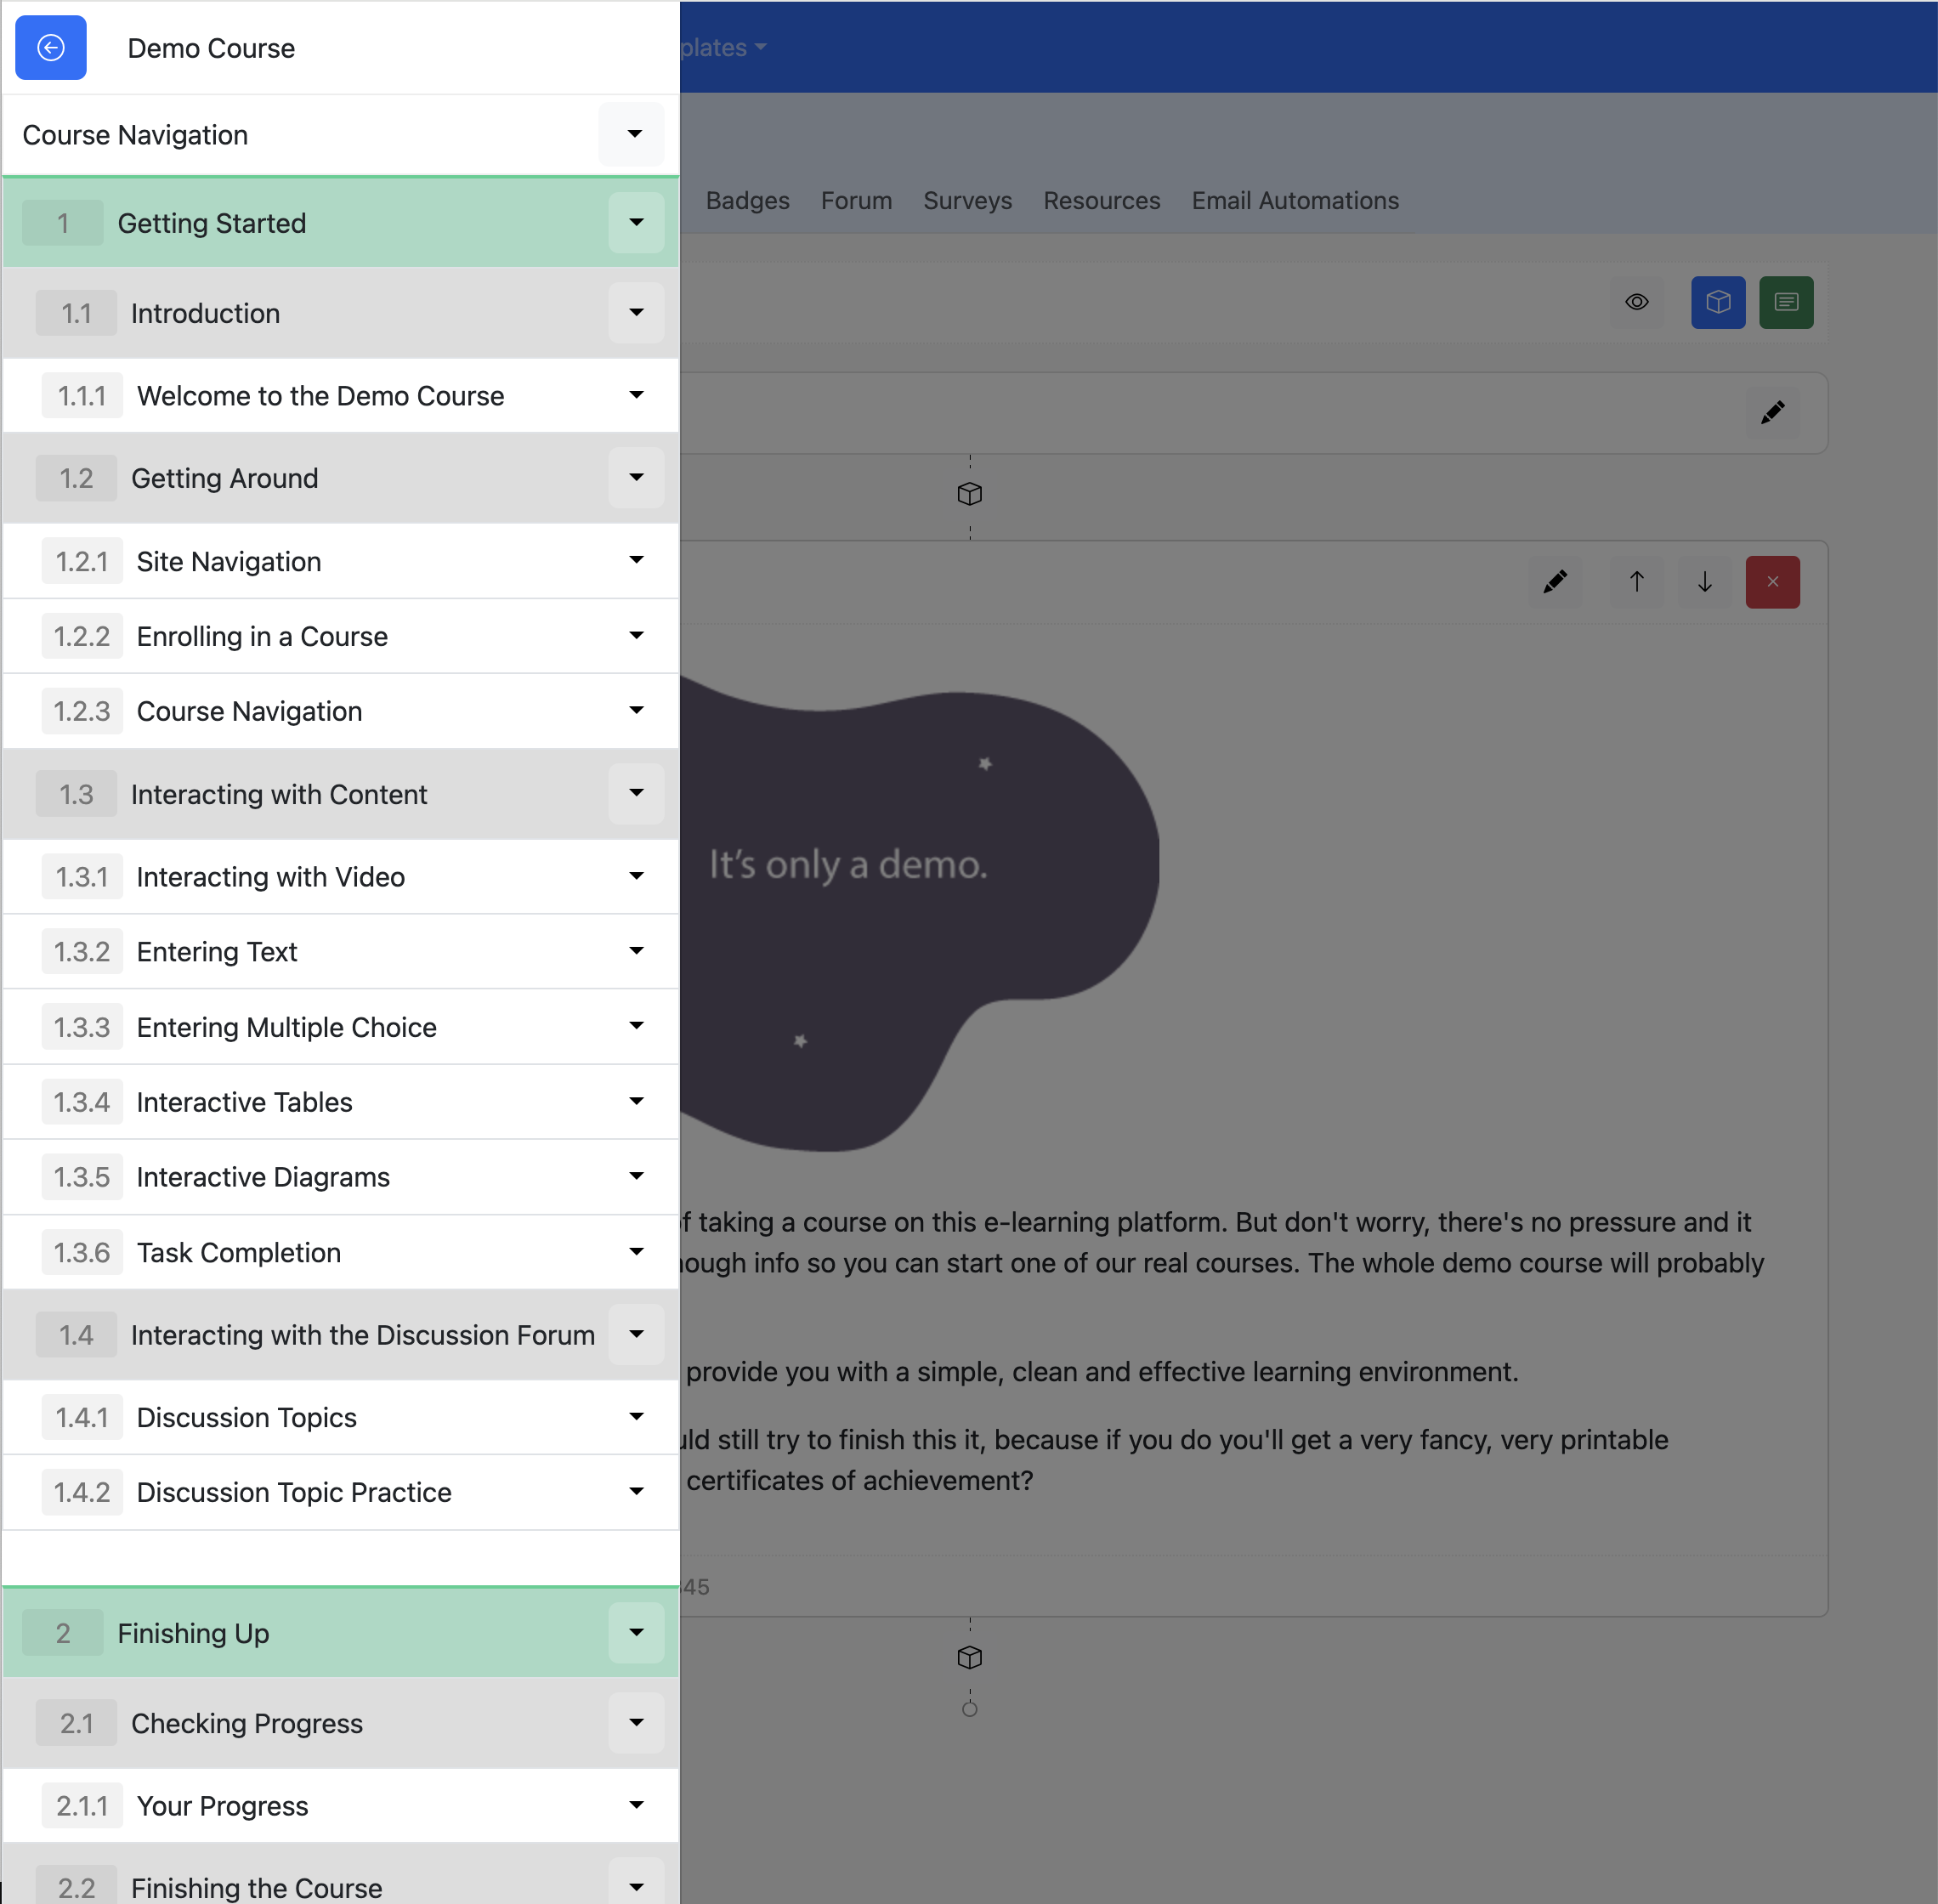 Demo Course
Course Navigation
1 Getting Started
1.1 Introduction
1.1.1 Welcome to the Demo Course
1.2 Getting Around
1.2.1 Site Navigation
1.2.2 Enrolling in a Course
1.2.3 Course Navigation
1.3 Interacting with Content
1.3.1 Interacting with Video
1.3.2 Entering Text
1.3.3 Entering Multiple Choice
1.3.4 Interactive Tables
1.3.5 Interactive Diagrams
1.3.6 Task Completion
1.4 Interacting with the Discussion Forum
1.4.1 Discussion Topics
1.4.2 Discussion Topic Practice
2 Finishing Up
2.1 Checking Progress
2.1.1 Your Progress
2.2 Finishing the Course
plates
Badges Forum Surveys Resources Email Automations
It's only a demo.
of taking a course on this e-learning platform. But don't worry, there's no pressure and it
nough info so you can start one of our real courses. The whole demo course will probably
provide you with a simple, clean and effective learning environment.
uld still try to finish this it, because if you do you'll get a very fancy, very printable
certificates of achievement?
45